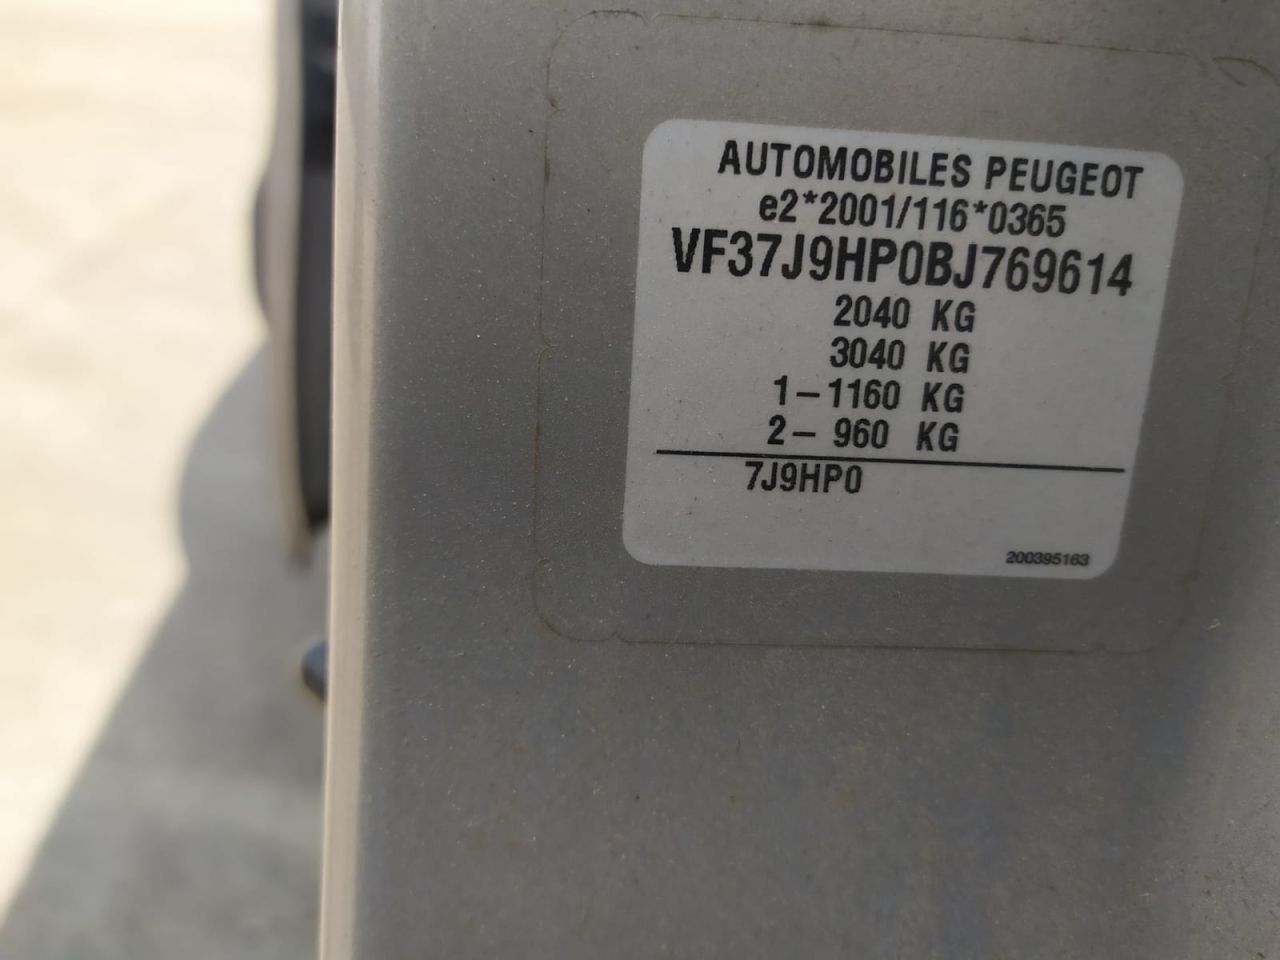 AUTOMOBILES PEUGEOT
e2*2001/116*0365
VF37J9HP0BJ769614
2040 KG
3040 KG
1-1160 KG
2- 960 KG
7J9HP0
200395163